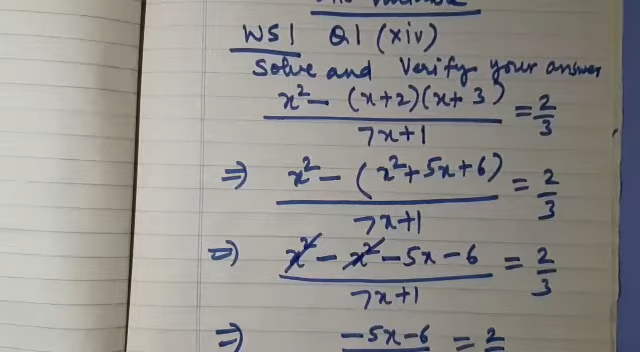 WS1 Q1 (xiv)
Solve and Verify your answer
x² - (x+2)(x+3) / 7x+1 = 2/3
⇒ x² - (x²+5x+6) / 7x+1 = 2/3
⇒ x² - x² - 5x - 6 / 7x+1 = 2/3
⇒ -5x-6 = 2